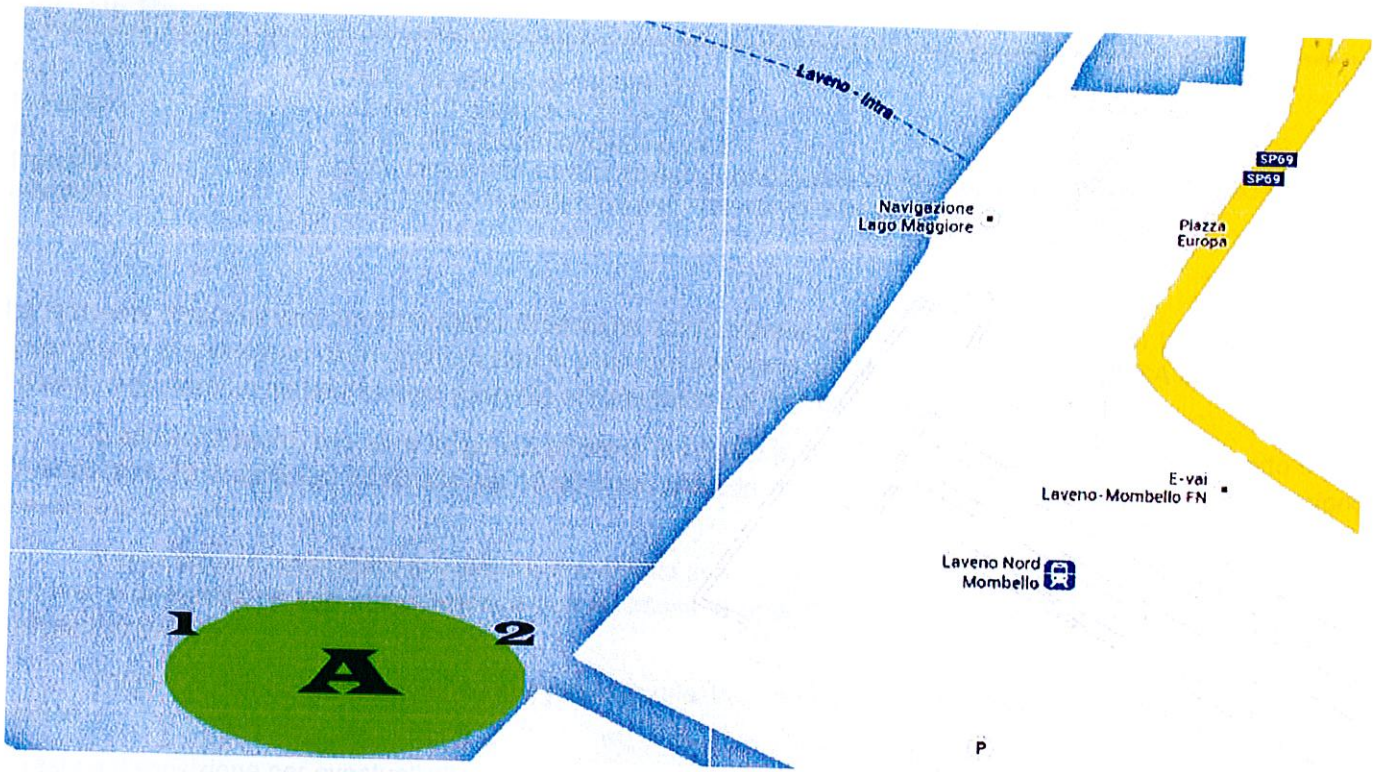 Laveno - Intra
SP69
SP69
Navigazione
Lago Maggiore
Piazza
Europa
E-vai
Laveno-Mombello FN
Laveno Nord
Mombello
1
2
A
P